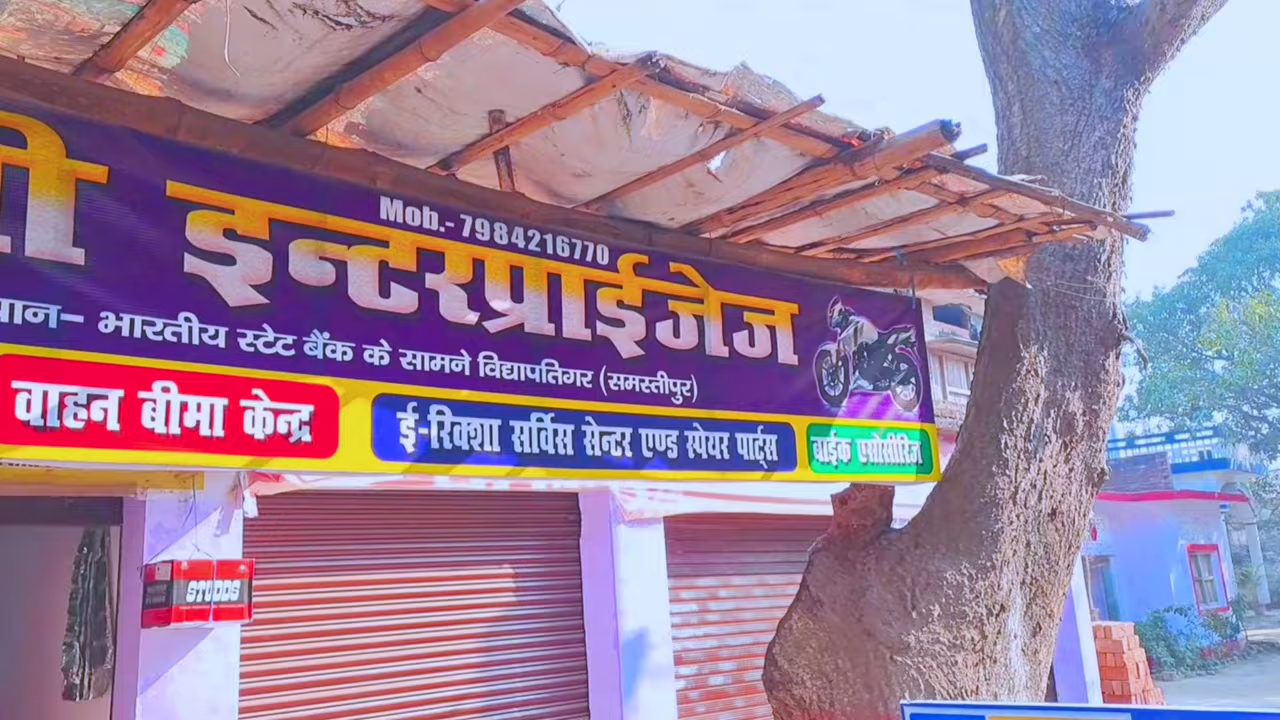 Mob.- 7984216770
ी इन्टरप्राईजेज
भारतीय स्टेट बैंक के सामने विद्यापतिगर (समस्तीपुर)
वाहन बीमा केन्द्र
ई-रिक्शा सर्विस सेन्टर एण्ड स्पेयर पार्ट्स
बाईक एसोसीरिज
STUDDS